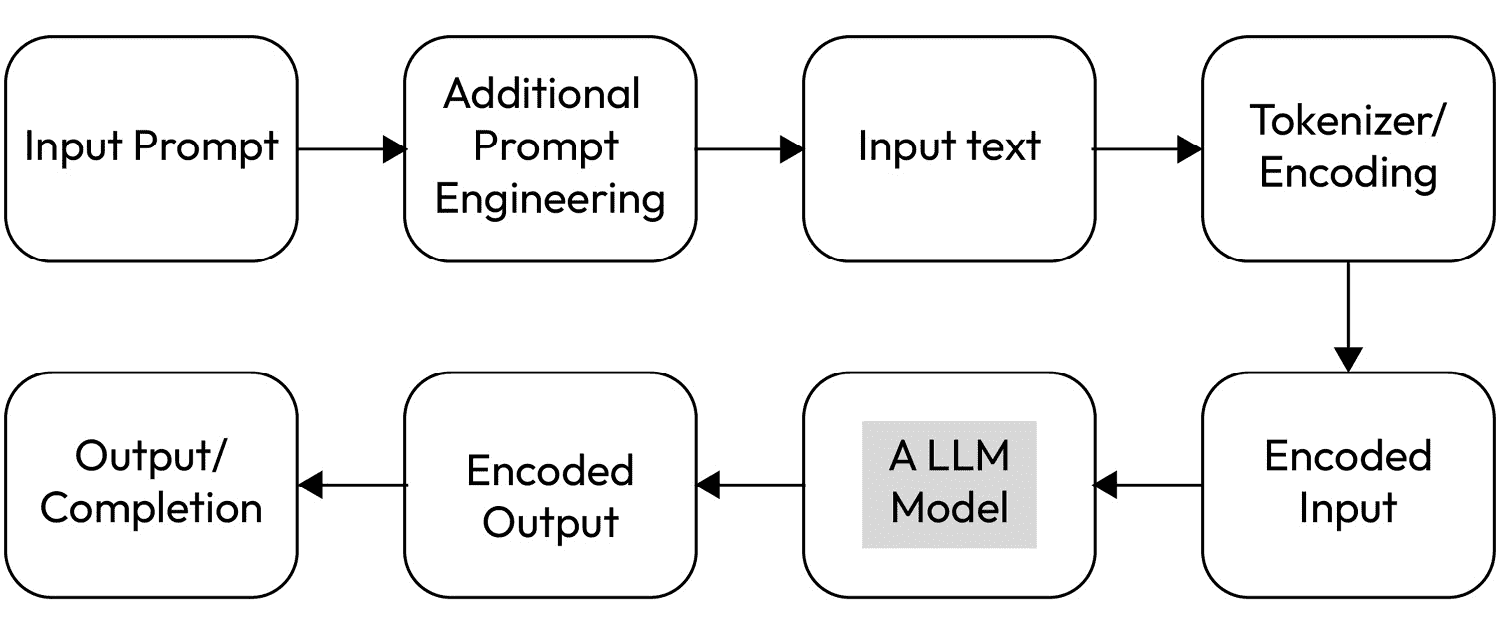 Input Prompt
Additional
Prompt
Engineering
Input text
Tokenizer/
Encoding
Output/
Completion
Encoded
Output
A LLM
Model
Encoded
Input